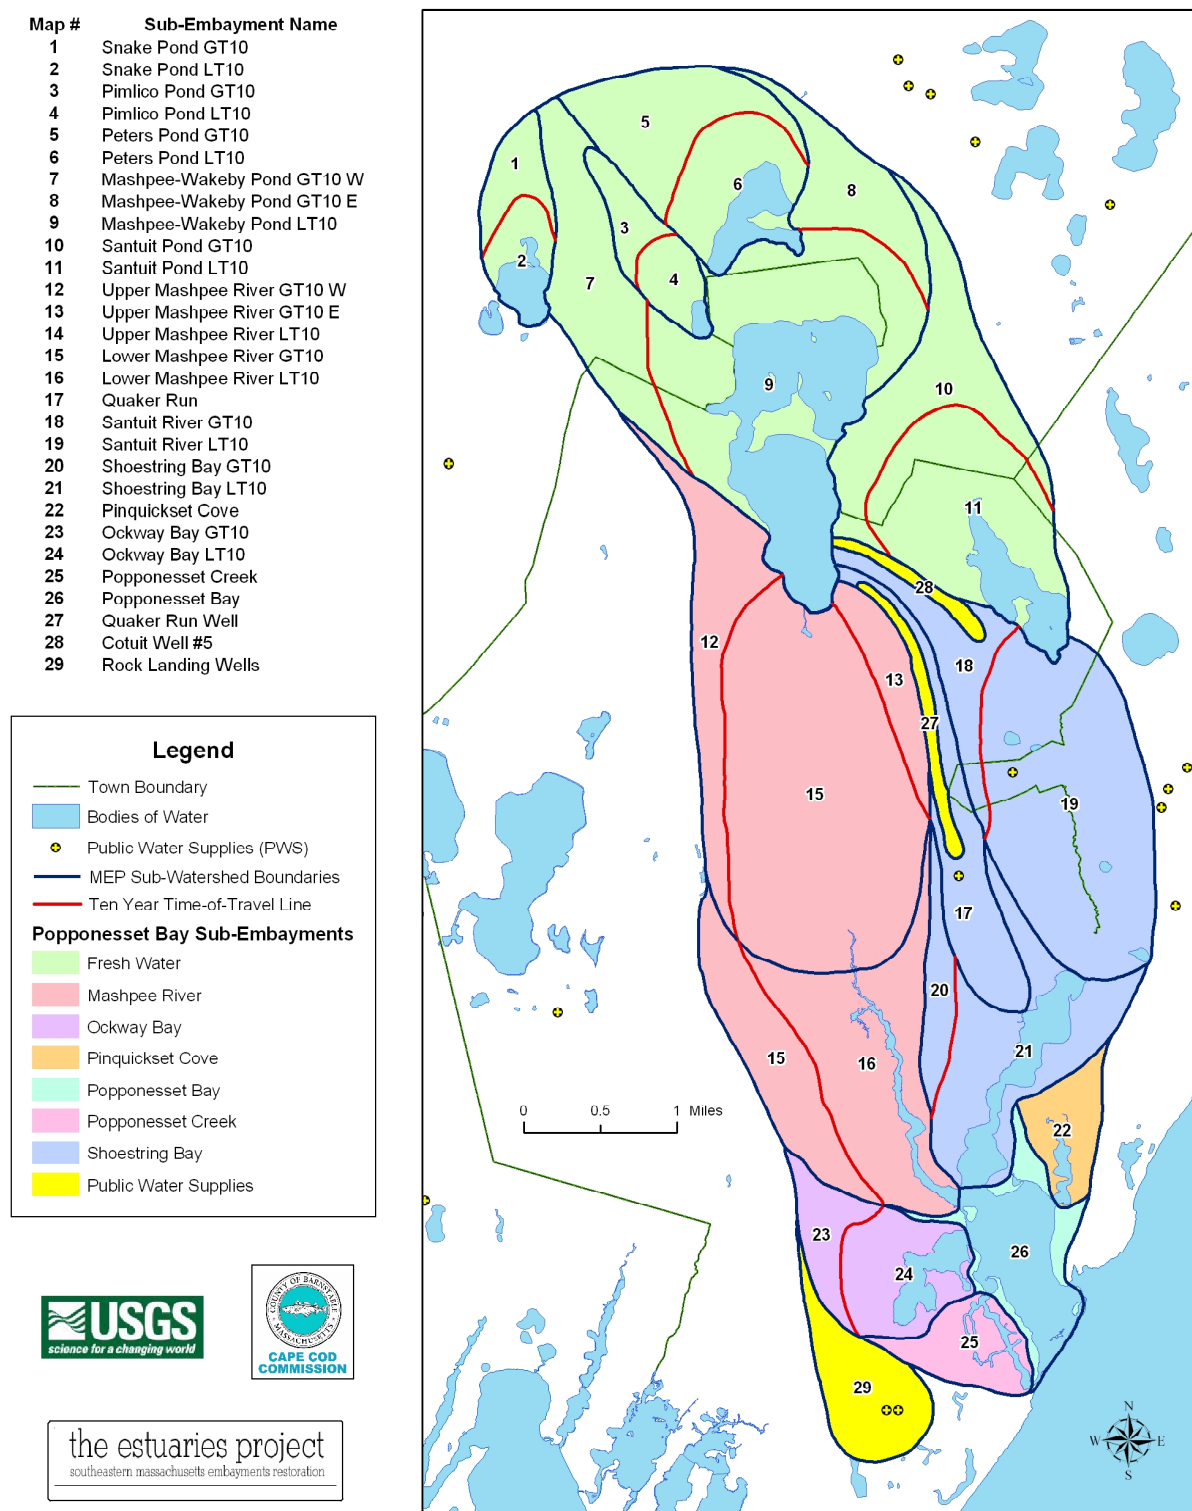 Map # Sub-Embayment Name
1 Snake Pond GT10
2 Snake Pond LT10
3 Pimlico Pond GT10
4 Pimlico Pond LT10
5 Peters Pond GT10
6 Peters Pond LT10
7 Mashpee-Wakeby Pond GT10 W
8 Mashpee-Wakeby Pond GT10 E
9 Mashpee-Wakeby Pond LT10
10 Santuit Pond GT10
11 Santuit Pond LT10
12 Upper Mashpee River GT10 W
13 Upper Mashpee River GT10 E
14 Upper Mashpee River LT10
15 Lower Mashpee River GT10
16 Lower Mashpee River LT10
17 Quaker Run
18 Santuit River GT10
19 Santuit River LT10
20 Shoestring Bay GT10
21 Shoestring Bay LT10
22 Pinquickset Cove
23 Ockway Bay GT10
24 Ockway Bay LT10
25 Popponesset Creek
26 Popponesset Bay
27 Quaker Run Well
28 Cotuit Well #5
29 Rock Landing Wells
Legend
Town Boundary
Bodies of Water
Public Water Supplies (PWS)
MEP Sub-Watershed Boundaries
Ten Year Time-of-Travel Line
Popponesset Bay Sub-Embayments
Fresh Water
Mashpee River
Ockway Bay
Pinquickset Cove
Popponesset Bay
Popponesset Creek
Shoestring Bay
Public Water Supplies
USGS
science for a changing world
COUNTY OF BARNSTABLE
MASSACHUSETTS
CAPE COD
COMMISSION
the estuaries project
southeastern massachusetts embayments restoration
5
1
6
8
3
2
4
7
9
10
11
28
12
18
13
27
15
19
17
20
21
15
16
0 0.5 1 Miles
22
23
26
24
25
29
N
W E
S